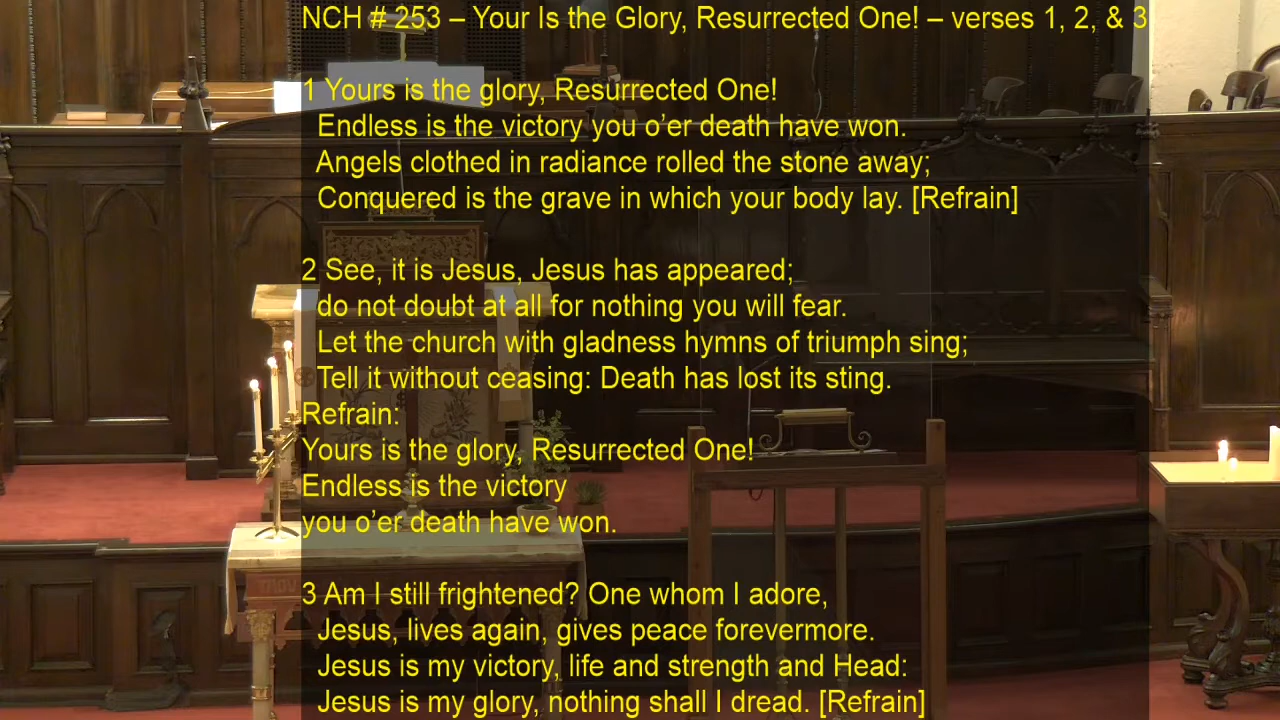 NCH # 253 – Your Is the Glory, Resurrected One! – verses 1, 2, & 3
1 Yours is the glory, Resurrected One!
Endless is the victory you o’er death have won.
Angels clothed in radiance rolled the stone away;
Conquered is the grave in which your body lay. [Refrain]
2 See, it is Jesus, Jesus has appeared;
do not doubt at all for nothing you will fear.
Let the church with gladness hymns of triumph sing;
Tell it without ceasing: Death has lost its sting.
Refrain:
Yours is the glory, Resurrected One!
Endless is the victory
you o’er death have won.
3 Am I still frightened? One whom I adore,
Jesus, lives again, gives peace forevermore.
Jesus is my victory, life and strength and Head:
Jesus is my glory, nothing shall I dread. [Refrain]